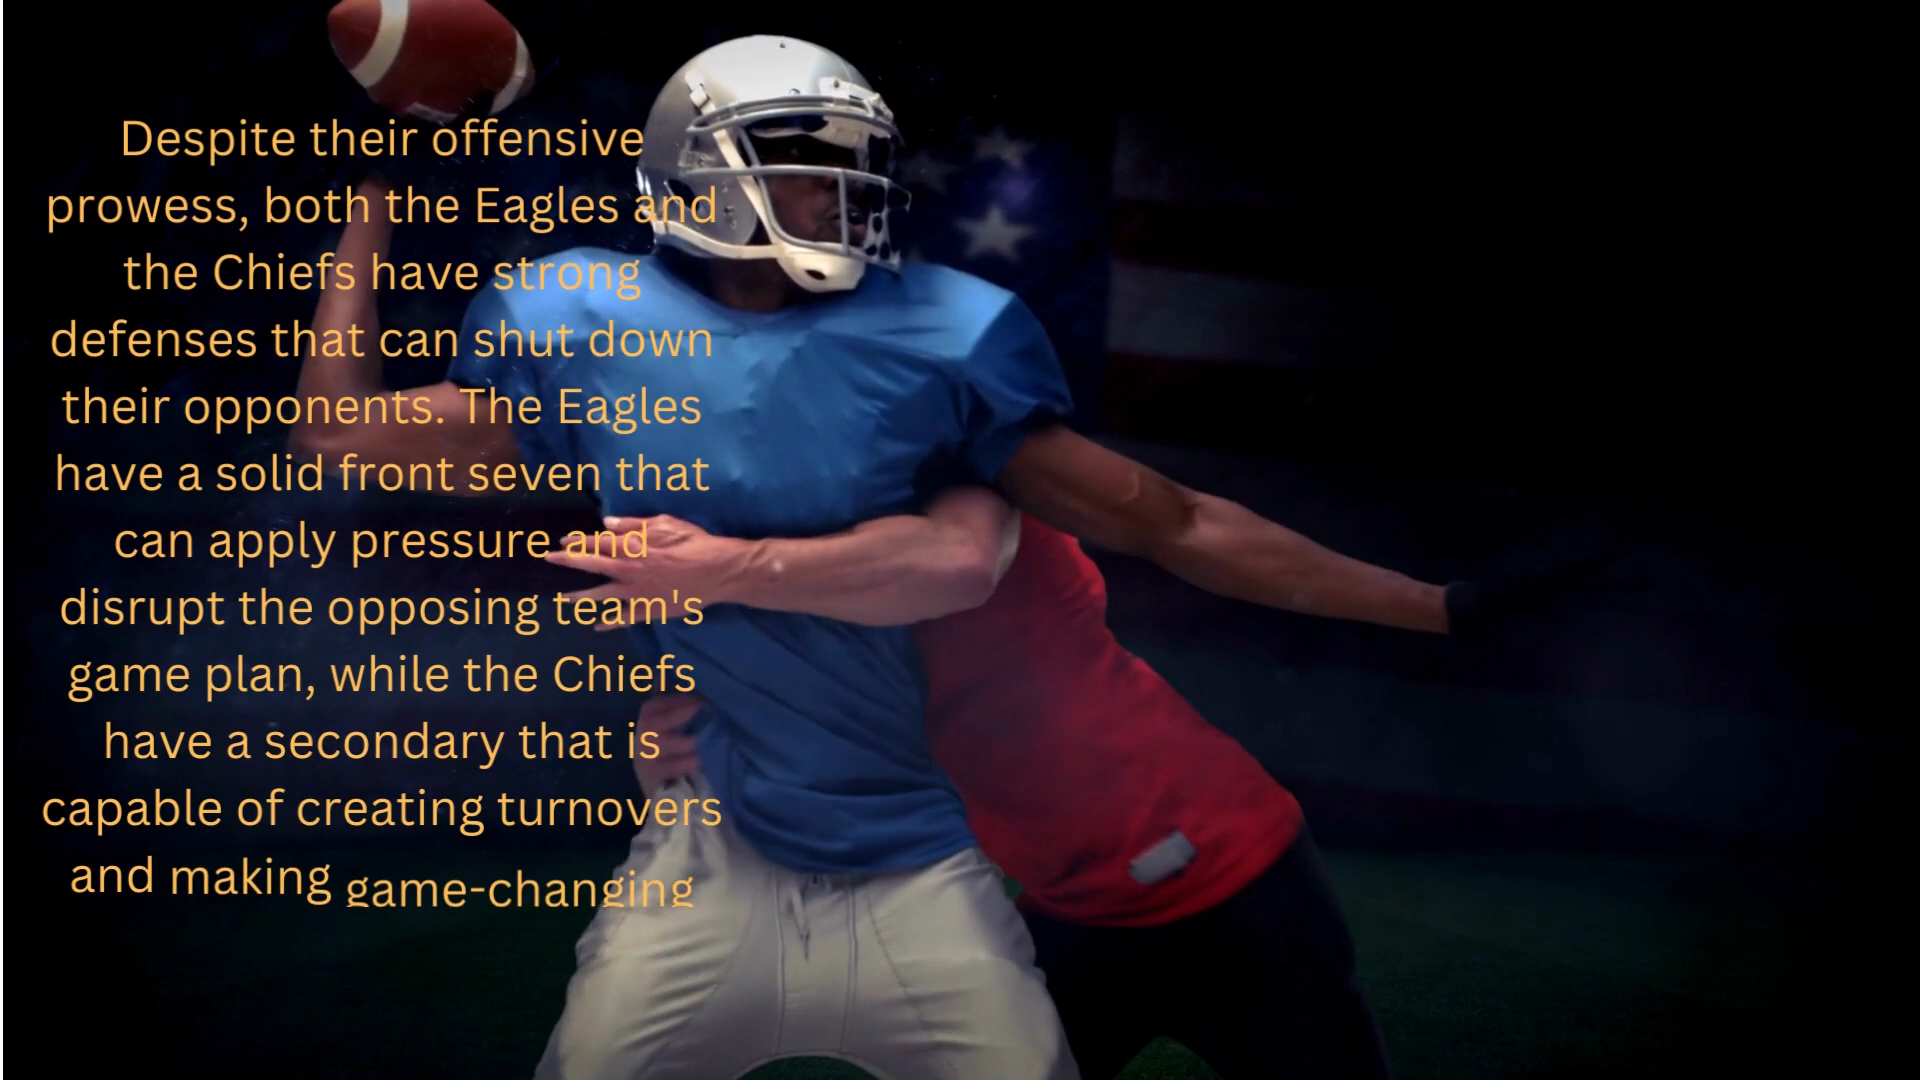 Despite their offensive
prowess, both the Eagles and
the Chiefs have strong
defenses that can shut down
their opponents. The Eagles
have a solid front seven that
can apply pressure and
disrupt the opposing team's
game plan, while the Chiefs
have a secondary that is
capable of creating turnovers
and making game-changing